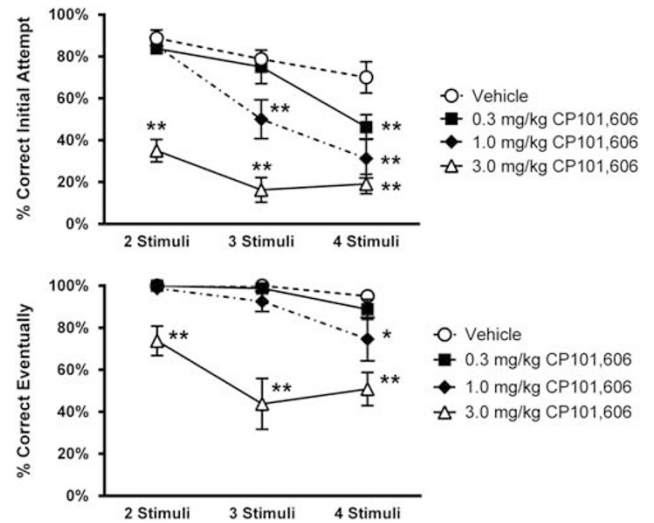 % Correct Initial Attempt
100%
80%
60%
40%
20%
0%
**
**
**
**
**
**
2 Stimuli
3 Stimuli
4 Stimuli
Vehicle
0.3 mg/kg CP101,606
1.0 mg/kg CP101,606
3.0 mg/kg CP101,606
% Correct Eventually
100%
80%
60%
40%
20%
0%
**
**
*
**
2 Stimuli
3 Stimuli
4 Stimuli
Vehicle
0.3 mg/kg CP101,606
1.0 mg/kg CP101,606
3.0 mg/kg CP101,606